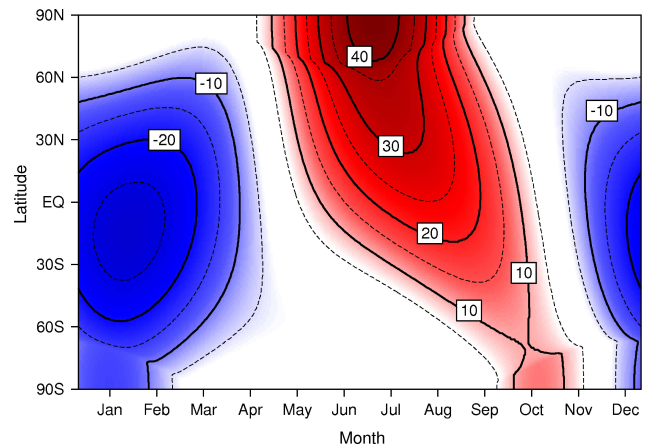 90N
60N
30N
EQ
30S
60S
90S
Latitude
40
-10
-10
-20
30
20
10
10
Jan Feb Mar Apr May Jun Jul Aug Sep Oct Nov Dec
Month